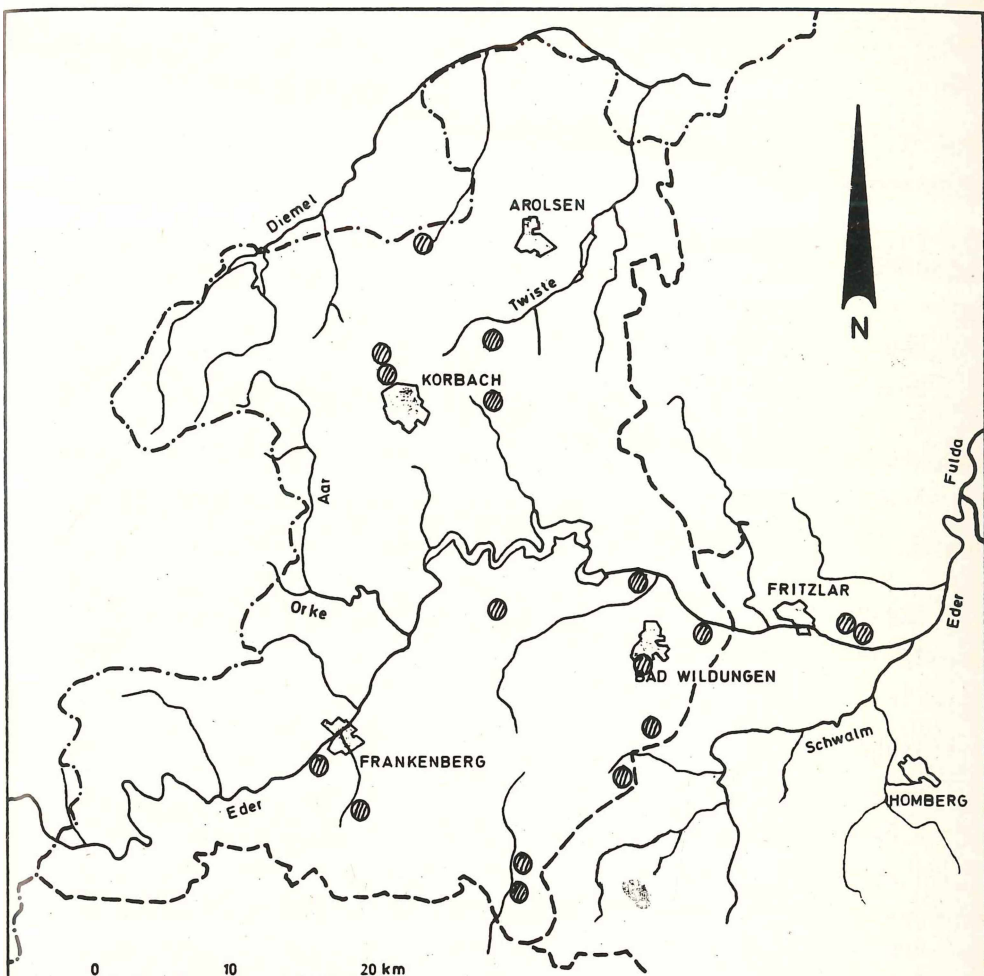 Diemel
AROLSEN
Twiste
N
KORBACH
Aar
Fulda
Eder
FRITZLAR
Orke
BAD WILDUNGEN
Schwalm
FRANKENBERG
Eder
HOMBERG
0 10 20 km